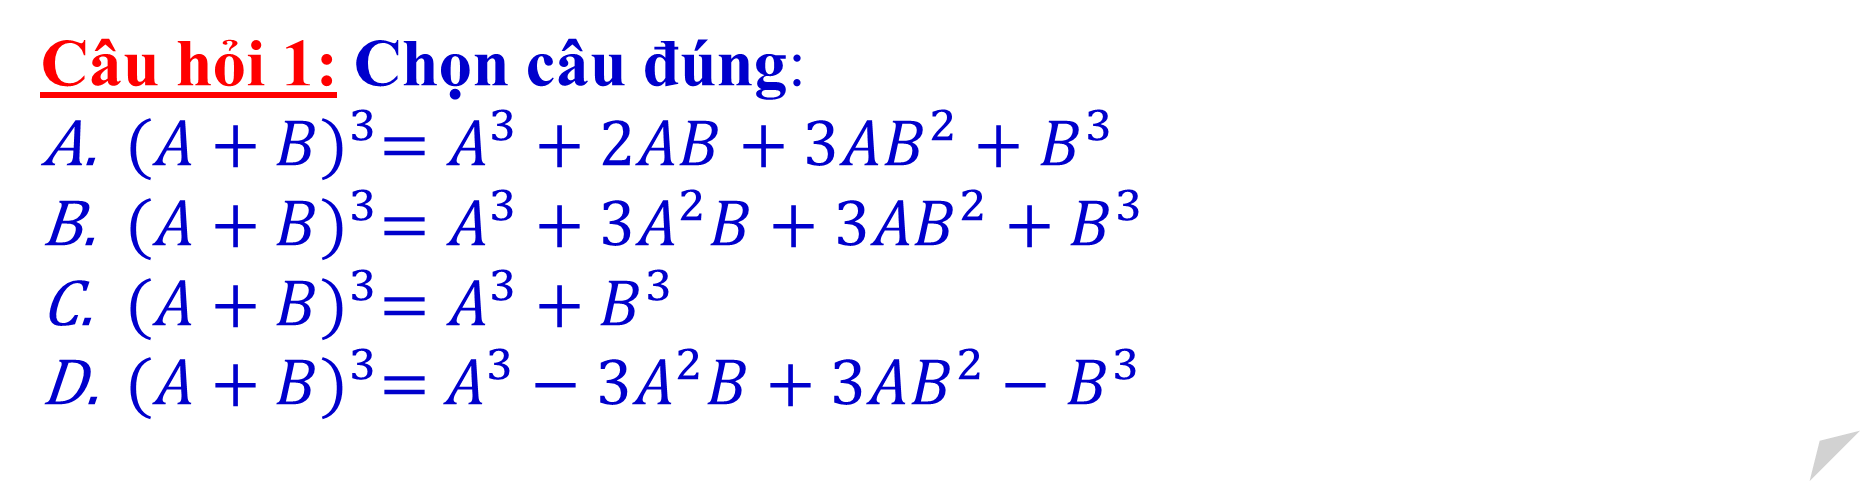 Câu hỏi 1: Chọn câu đúng:
A. (A + B)³= A³ + 2AB + 3AB² + B³
B. (A + B)³= A³ + 3A²B + 3AB² + B³
C. (A + B)³= A³ + B³
D. (A + B)³= A³ − 3A²B + 3AB² − B³